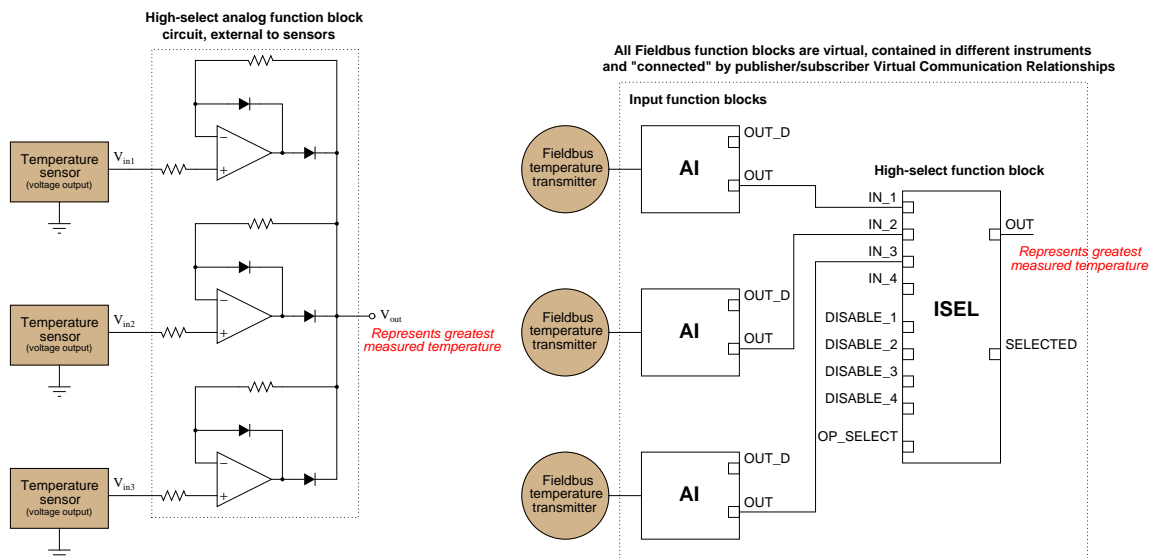 High-select analog function block
circuit, external to sensors
Temperature
sensor
(voltage output)
Vin1
−
+
Temperature
sensor
(voltage output)
Vin2
−
+
Vout
Represents greatest
measured temperature
Temperature
sensor
(voltage output)
Vin3
−
+
All Fieldbus function blocks are virtual, contained in different instruments
and "connected" by publisher/subscriber Virtual Communication Relationships
Input function blocks
Fieldbus
temperature
transmitter
AI
OUT_D
OUT
Fieldbus
temperature
transmitter
AI
OUT_D
OUT
Fieldbus
temperature
transmitter
AI
OUT_D
OUT
High-select function block
IN_1
IN_2
IN_3
IN_4
DISABLE_1
DISABLE_2
DISABLE_3
DISABLE_4
OP_SELECT
ISEL
OUT
Represents greatest
measured temperature
SELECTED